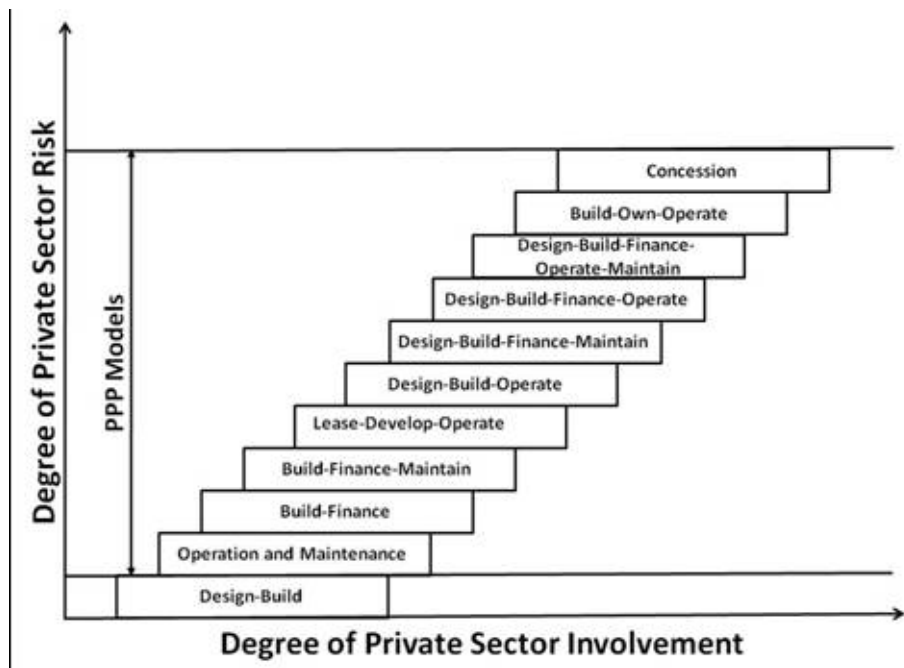 Degree of Private Sector Risk
PPP Models
Concession
Build-Own-Operate
Design-Build-Finance-
Operate-Maintain
Design-Build-Finance-Operate
Design-Build-Finance-Maintain
Design-Build-Operate
Lease-Develop-Operate
Build-Finance-Maintain
Build-Finance
Operation and Maintenance
Design-Build
Degree of Private Sector Involvement